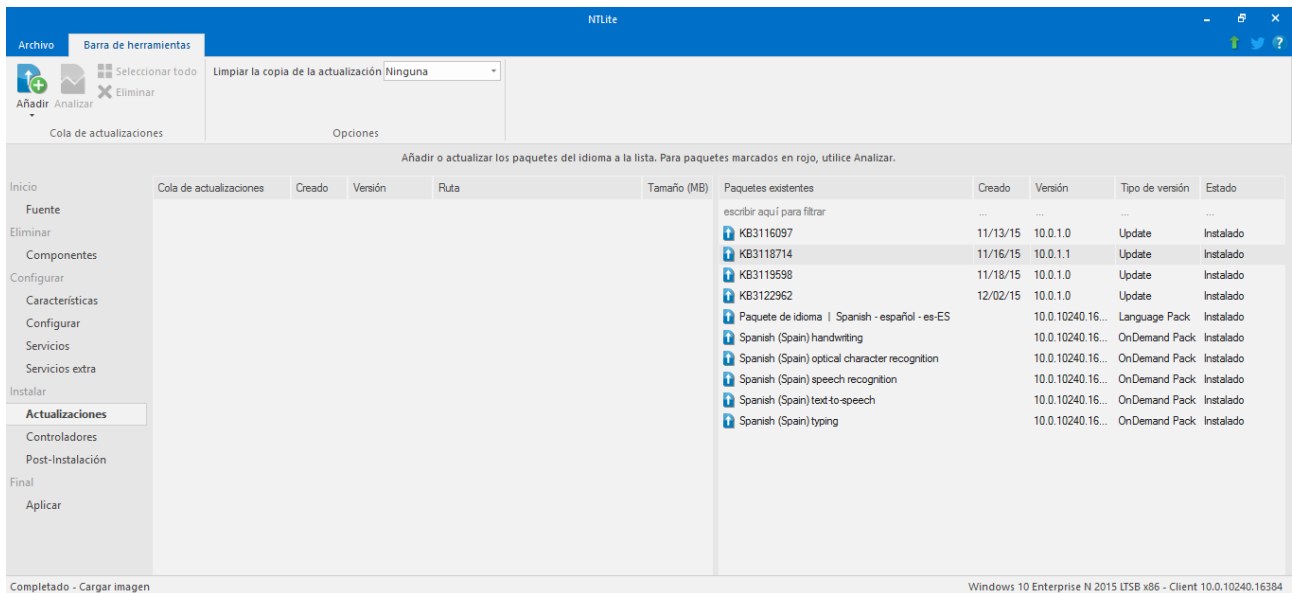 NTLite
Archivo Barra de herramientas
Añadir Analizar Seleccionar todo Eliminar
Cola de actualizaciones
Limpiar la copia de la actualización Ninguna
Opciones
Añadir o actualizar los paquetes del idioma a la lista. Para paquetes marcados en rojo, utilice Analizar.
Inicio
Fuente
Eliminar
Componentes
Configurar
Características
Configurar
Servicios
Servicios extra
Instalar
Actualizaciones
Controladores
Post-Instalación
Final
Aplicar
Cola de actualizaciones Creado Versión Ruta Tamaño (MB)
Paquetes existentes Creado Versión Tipo de versión Estado
escribir aquí para filtrar ... ... ... ...
KB3116097 11/13/15 10.0.1.0 Update Instalado
KB3118714 11/16/15 10.0.1.1 Update Instalado
KB3119598 11/18/15 10.0.1.0 Update Instalado
KB3122962 12/02/15 10.0.1.0 Update Instalado
Paquete de idioma | Spanish - español - es-ES 10.0.10240.16... Language Pack Instalado
Spanish (Spain) handwriting 10.0.10240.16... OnDemand Pack Instalado
Spanish (Spain) optical character recognition 10.0.10240.16... OnDemand Pack Instalado
Spanish (Spain) speech recognition 10.0.10240.16... OnDemand Pack Instalado
Spanish (Spain) text-to-speech 10.0.10240.16... OnDemand Pack Instalado
Spanish (Spain) typing 10.0.10240.16... OnDemand Pack Instalado
Completado - Cargar imagen
Windows 10 Enterprise N 2015 LTSB x86 - Client 10.0.10240.16384